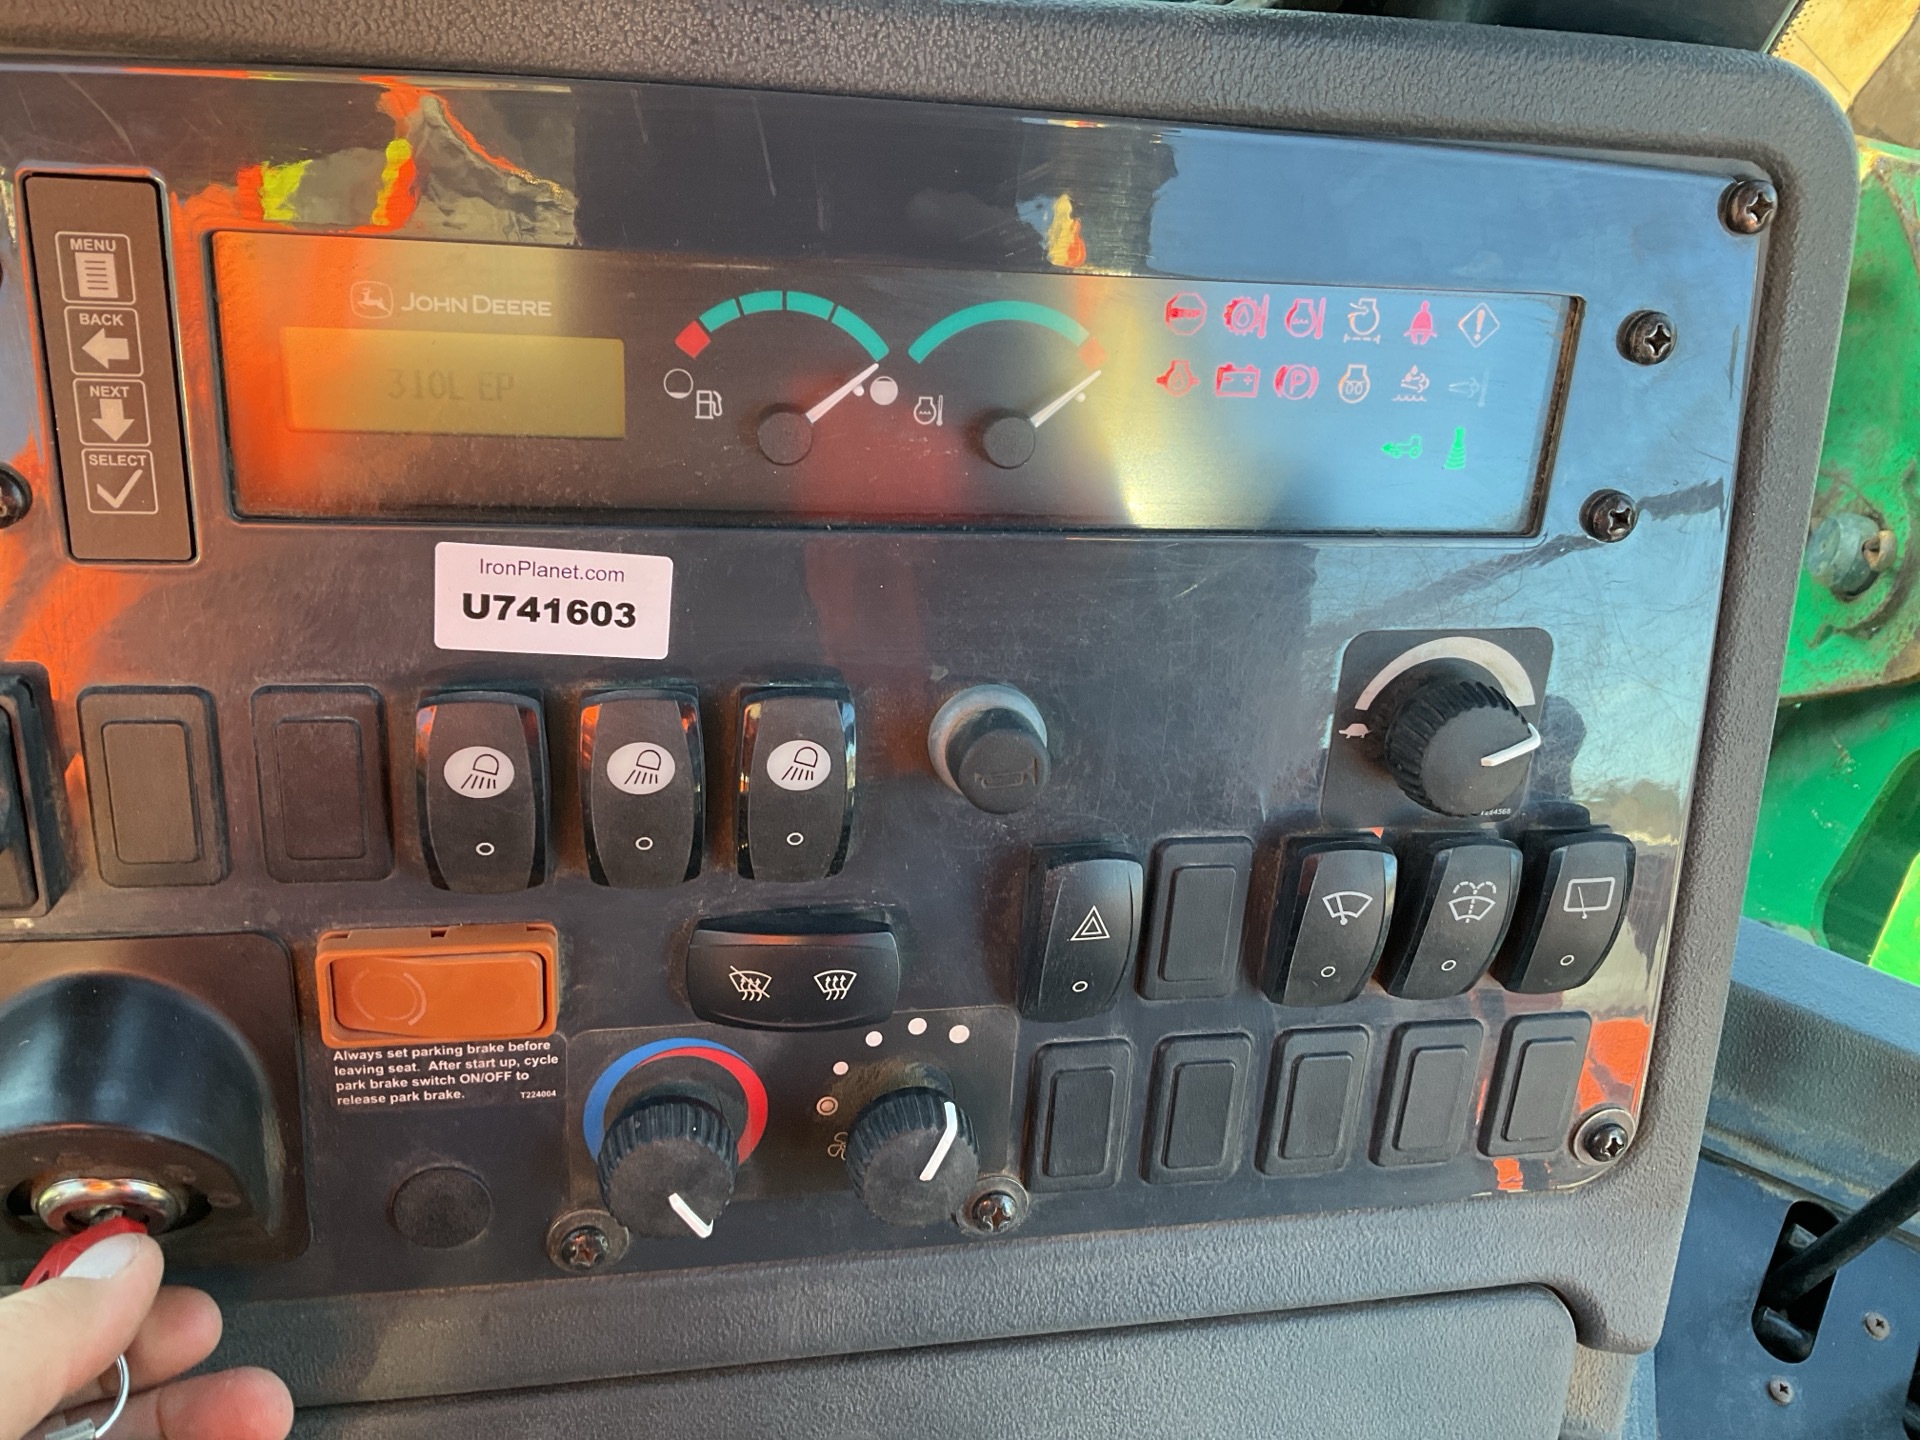 MENU
BACK
NEXT
SELECT
JOHN DEERE
310L EP
P
IronPlanet.com
U741603
Always set parking brake before
leaving seat. After start up, cycle
park brake switch ON/OFF to
release park brake.
T224004